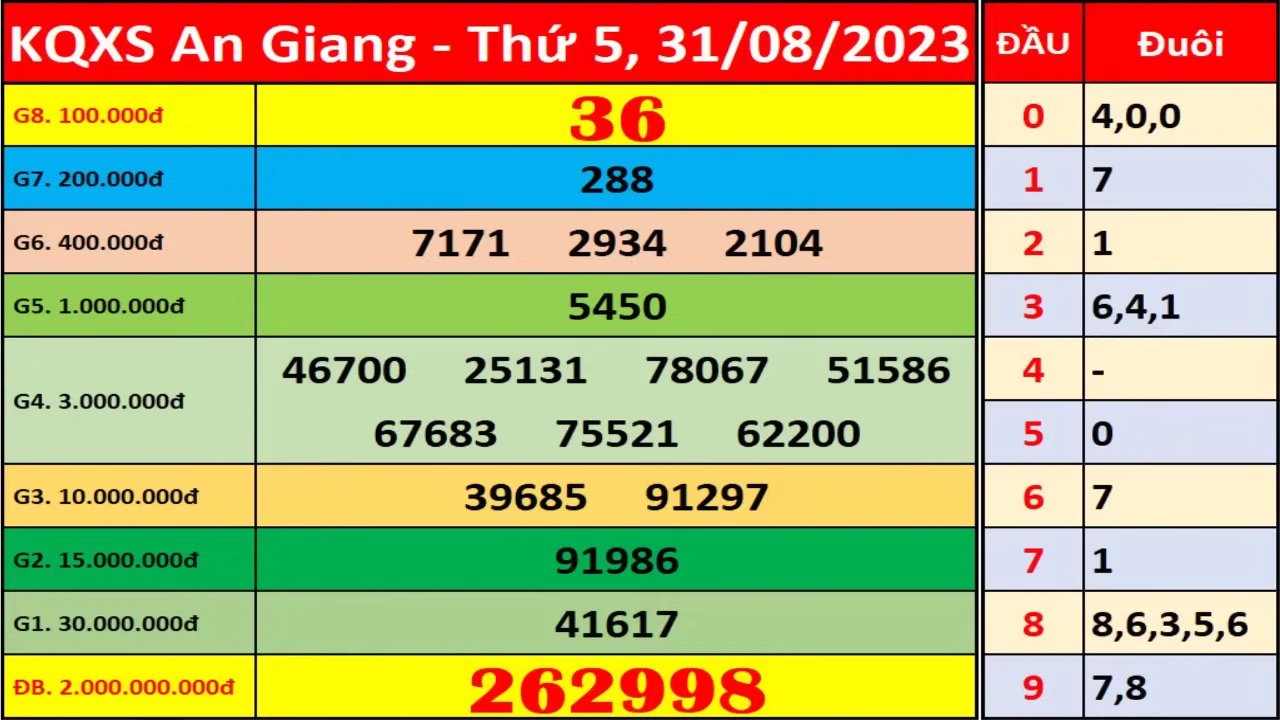 KQXS An Giang - Thứ 5, 31/08/2023
G8. 100.000đ 36
G7. 200.000đ 288
G6. 400.000đ 7171 2934 2104
G5. 1.000.000đ 5450
G4. 3.000.000đ 46700 25131 78067 51586
67683 75521 62200
G3. 10.000.000đ 39685 91297
G2. 15.000.000đ 91986
G1. 30.000.000đ 41617
ĐB. 2.000.000.000đ 262998
ĐẦU Đuôi
0 4,0,0
1 7
2 1
3 6,4,1
4 -
5 0
6 7
7 1
8 8,6,3,5,6
9 7,8